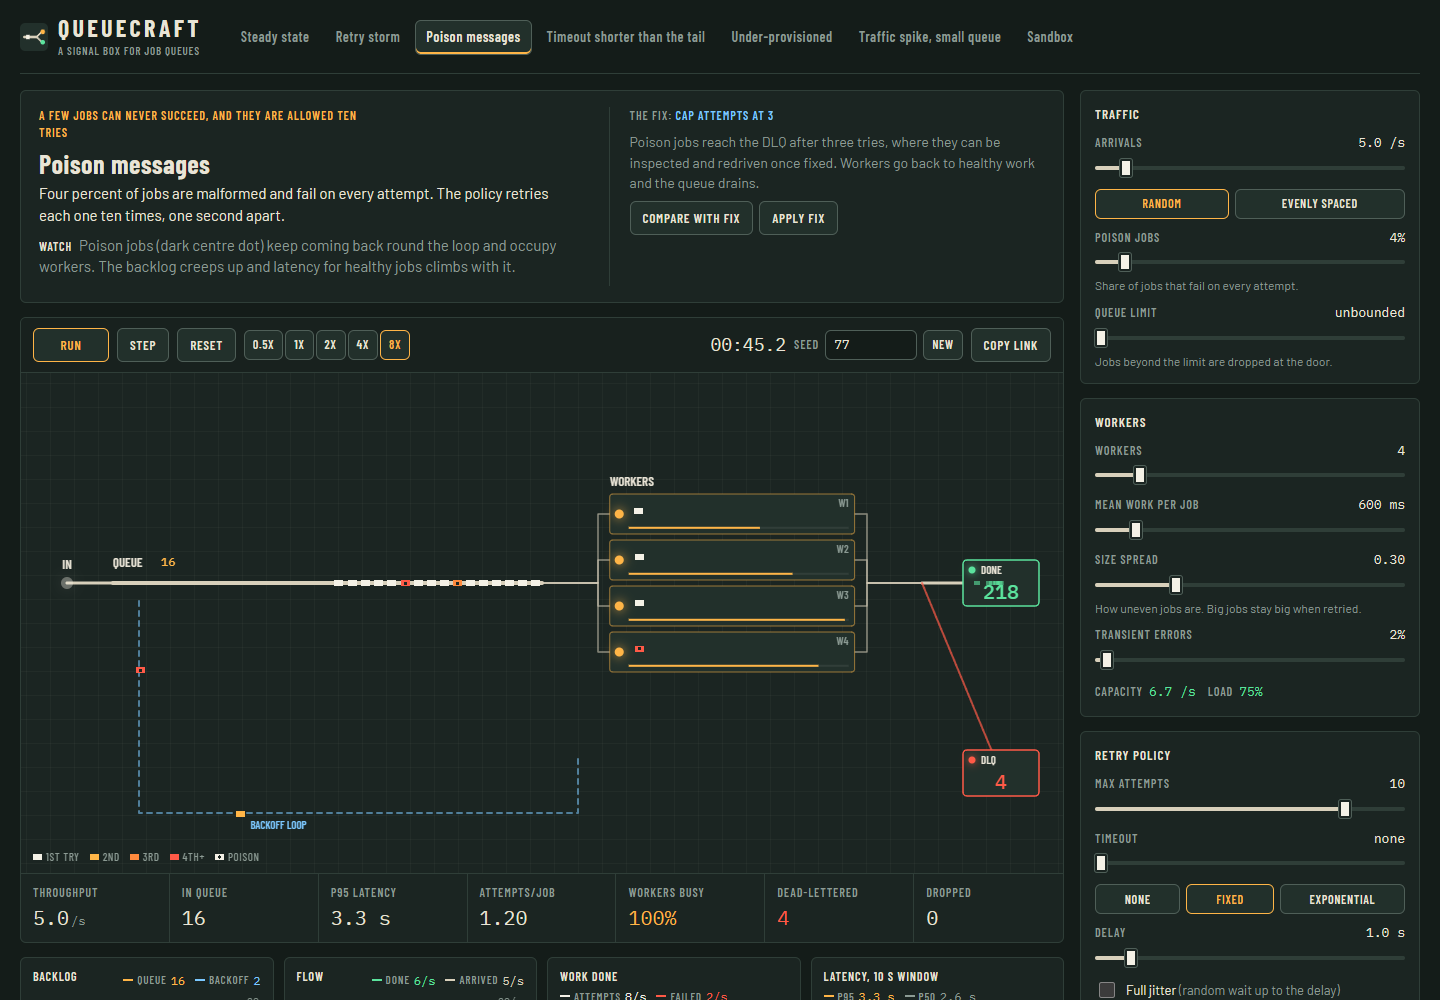 QUEUECRAFT
A SIGNAL BOX FOR JOB QUEUES
Steady state
Retry storm
Poison messages
Timeout shorter than the tail
Under-provisioned
Traffic spike, small queue
Sandbox
A FEW JOBS CAN NEVER SUCCEED, AND THEY ARE ALLOWED TEN
TRIES
Poison messages
Four percent of jobs are malformed and fail on every attempt. The policy retries
each one ten times, one second apart.
WATCH Poison jobs (dark centre dot) keep coming back round the loop and occupy
workers. The backlog creeps up and latency for healthy jobs climbs with it.
THE FIX: CAP ATTEMPTS AT 3
Poison jobs reach the DLQ after three tries, where they can be
inspected and redriven once fixed. Workers go back to healthy work
and the queue drains.
COMPARE WITH FIX
APPLY FIX
RUN
STEP
RESET
0.5X
1X
2X
4X
8X
00:45.2
SEED
77
NEW
COPY LINK
WORKERS
W1
W2
W3
W4
IN
QUEUE 16
DONE
218
DLQ
4
BACKOFF LOOP
1ST TRY
2ND
3RD
4TH+
POISON
THROUGHPUT
5.0/s
IN QUEUE
16
P95 LATENCY
3.3 s
ATTEMPTS/JOB
1.20
WORKERS BUSY
100%
DEAD-LETTERED
4
DROPPED
0
BACKLOG
QUEUE 16
BACKOFF 2
FLOW
DONE 6/s
ARRIVED 5/s
WORK DONE
ATTEMPTS 8/s
FAILED 2/s
LATENCY, 10 S WINDOW
P95 3.3 s
P50 2.6 s
TRAFFIC
ARRIVALS
5.0 /s
RANDOM
EVENLY SPACED
POISON JOBS
4%
Share of jobs that fail on every attempt.
QUEUE LIMIT
unbounded
Jobs beyond the limit are dropped at the door.
WORKERS
WORKERS
4
MEAN WORK PER JOB
600 ms
SIZE SPREAD
0.30
How uneven jobs are. Big jobs stay big when retried.
TRANSIENT ERRORS
2%
CAPACITY 6.7 /s LOAD 75%
RETRY POLICY
MAX ATTEMPTS
10
TIMEOUT
none
NONE
FIXED
EXPONENTIAL
DELAY
1.0 s
Full jitter (random wait up to the delay)